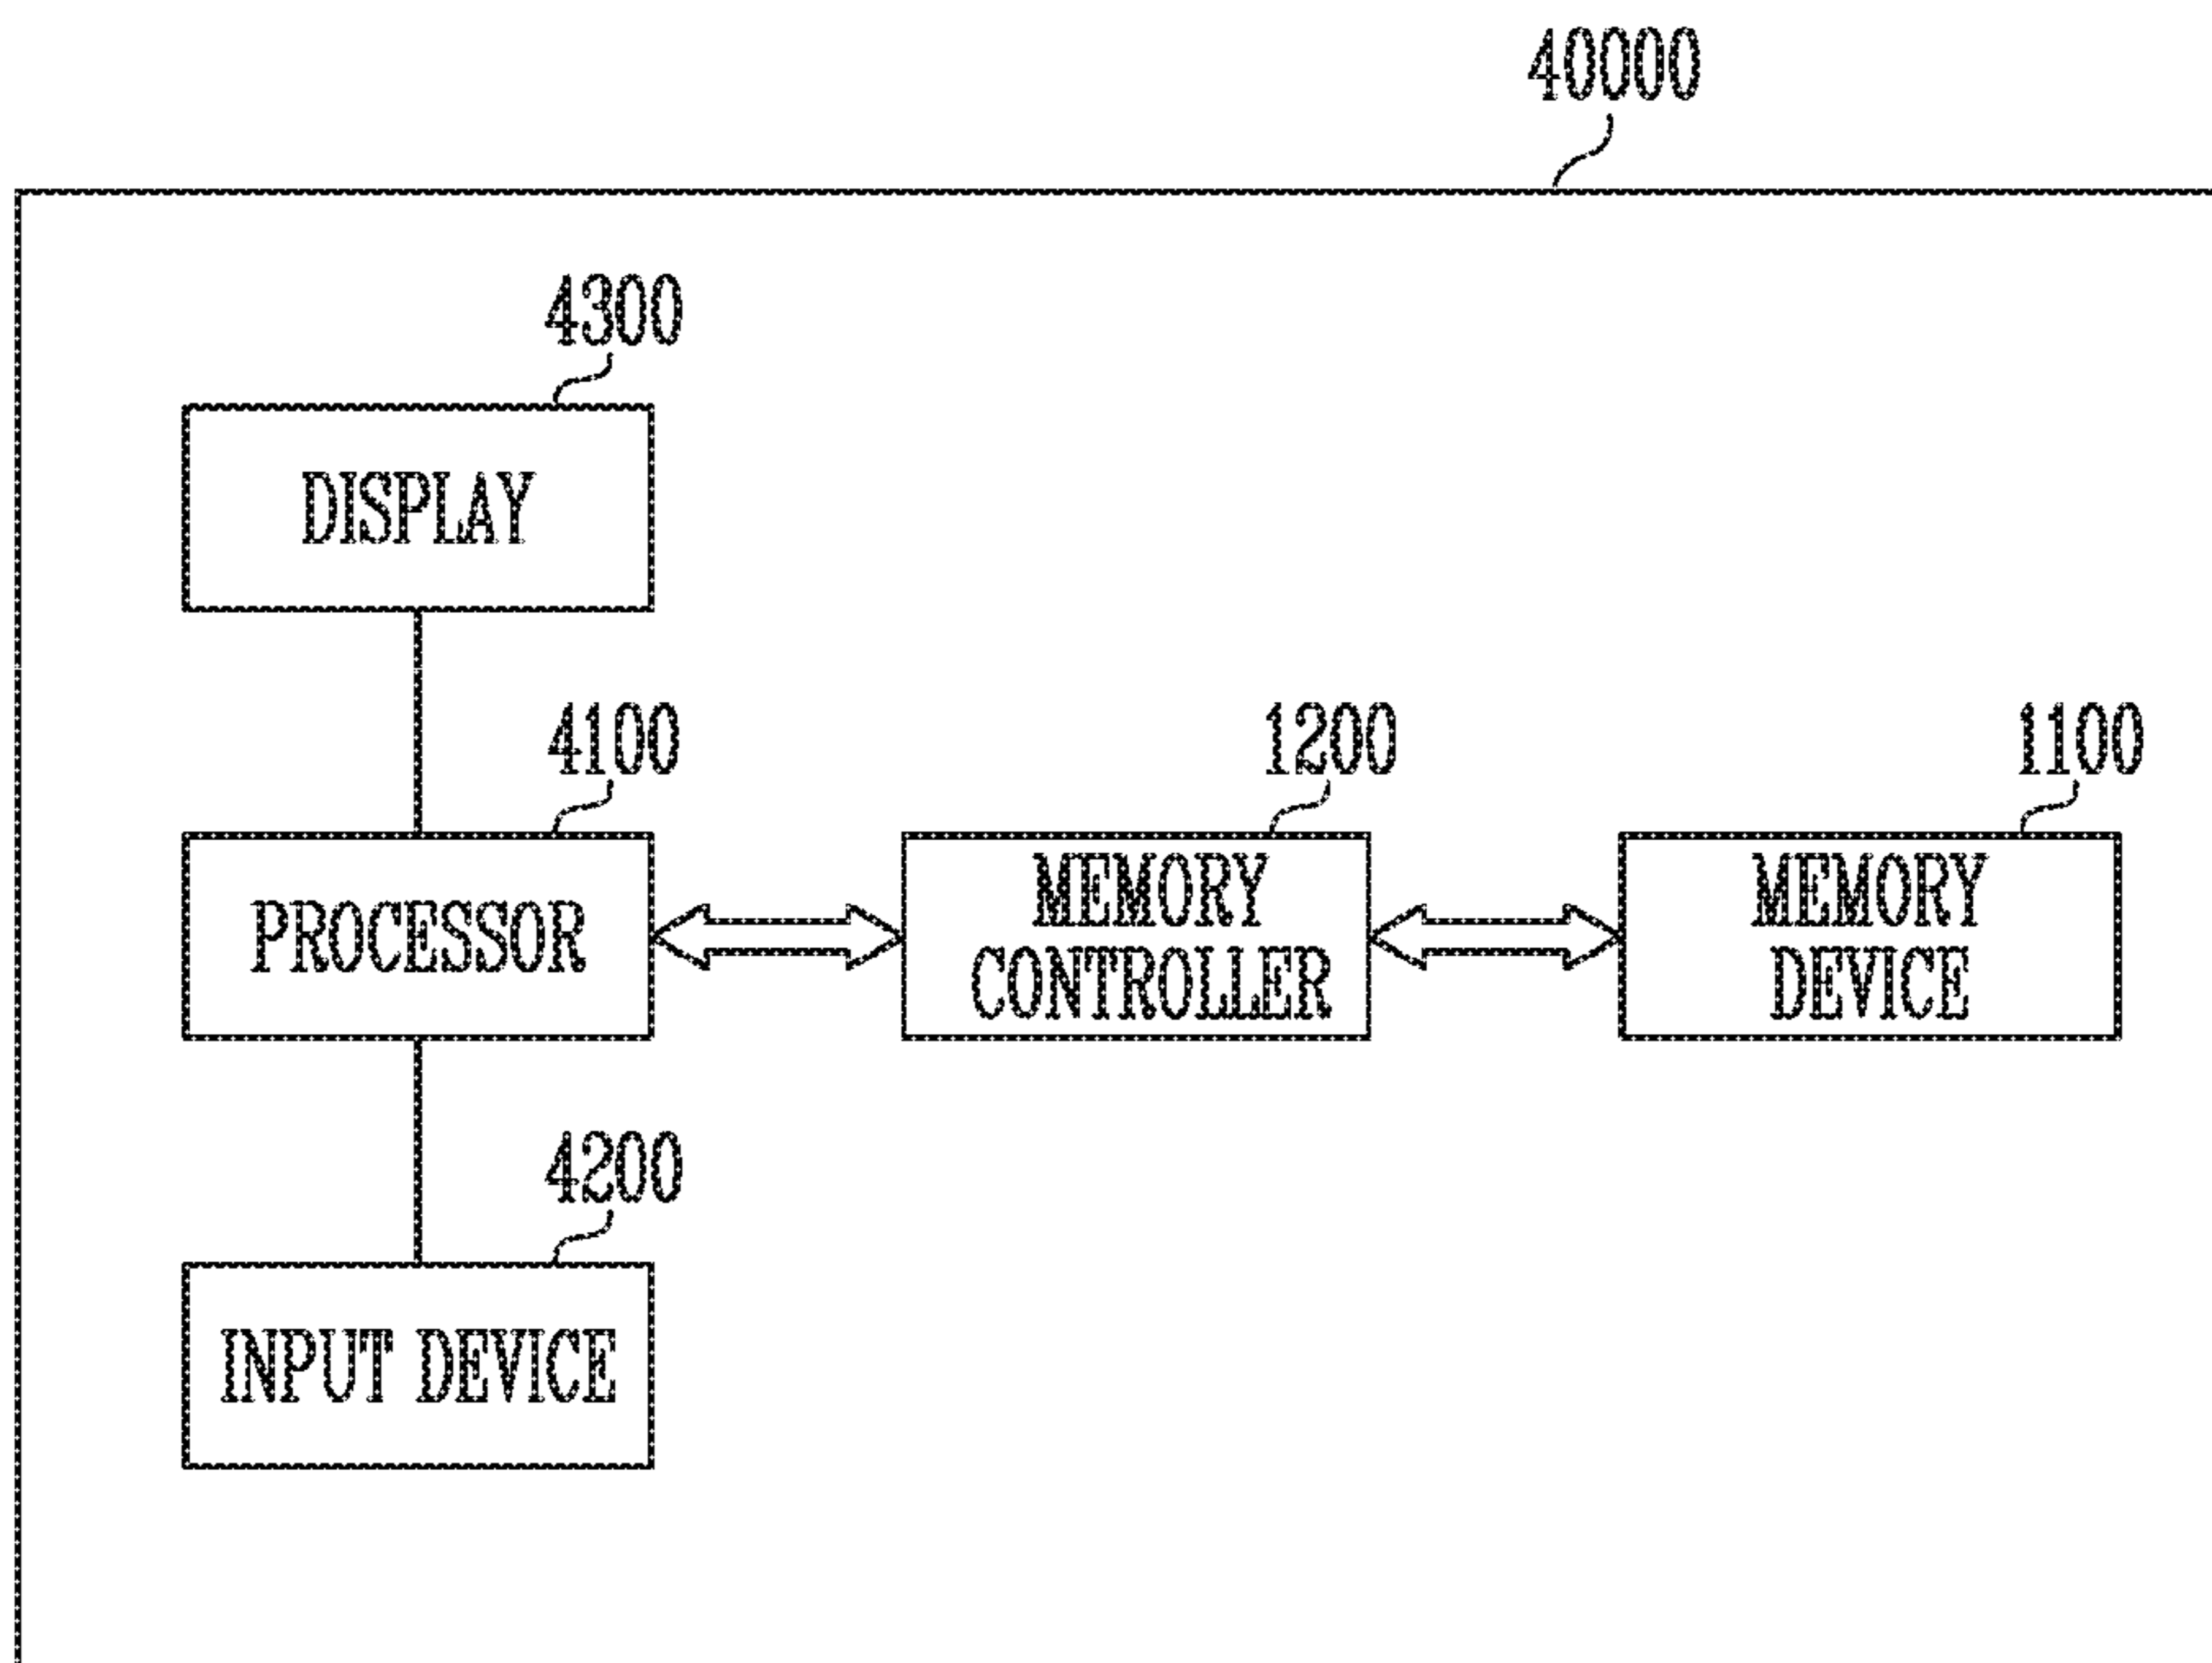 40000
4300
DISPLAY
4100
1200
1100
PROCESSOR
MEMORY
CONTROLLER
MEMORY
DEVICE
4200
INPUT DEVICE